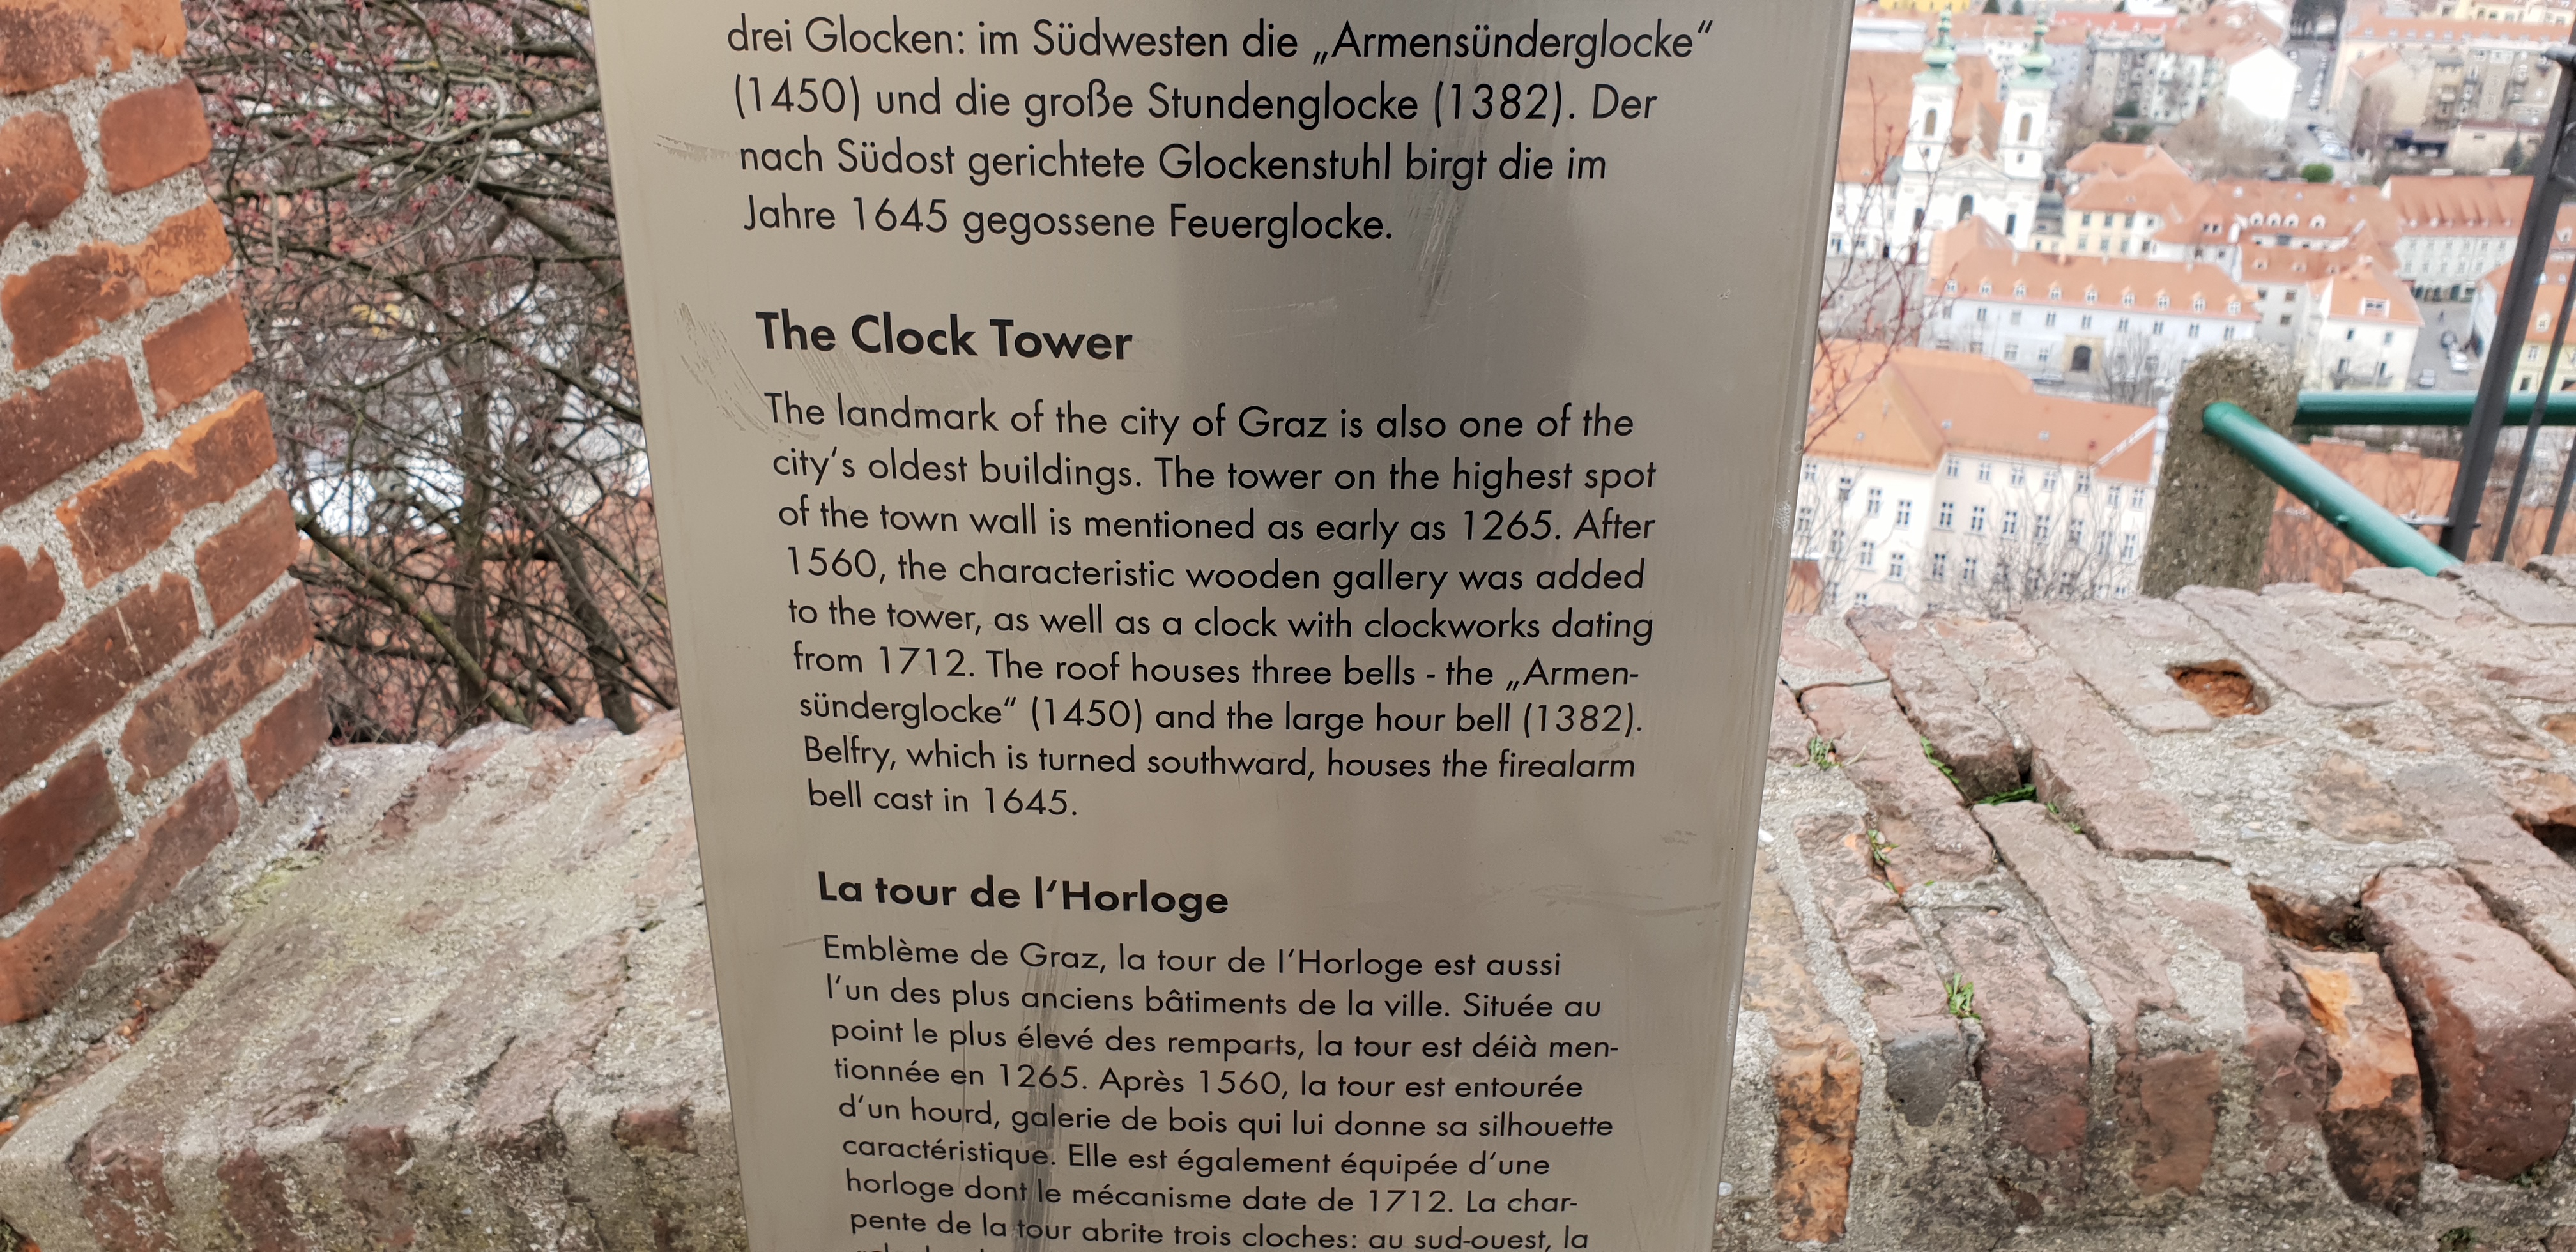 drei Glocken: im Südwesten die „Armensünderglocke“
(1450) und die große Stundenglocke (1382). Der
nach Südost gerichtete Glockenstuhl birgt die im
Jahre 1645 gegossene Feuerglocke.
The Clock Tower
The landmark of the city of Graz is also one of the
city‘s oldest buildings. The tower on the highest spot
of the town wall is mentioned as early as 1265. After
1560, the characteristic wooden gallery was added
to the tower, as well as a clock with clockworks dating
from 1712. The roof houses three bells - the „Armen-
sünderglocke“ (1450) and the large hour bell (1382).
Belfry, which is turned southward, houses the firealarm
bell cast in 1645.
La tour de l‘Horloge
Emblème de Graz, la tour de l‘Horloge est aussi
l‘un des plus anciens bâtiments de la ville. Située au
point le plus élevé des remparts, la tour est déià men-
tionnée en 1265. Après 1560, la tour est entourée
d‘un hourd, galerie de bois qui lui donne sa silhouette
caractéristique. Elle est également équipée d‘une
horloge dont le mécanisme date de 1712. La char-
pente de la tour abrite trois cloches: au sud-ouest, la